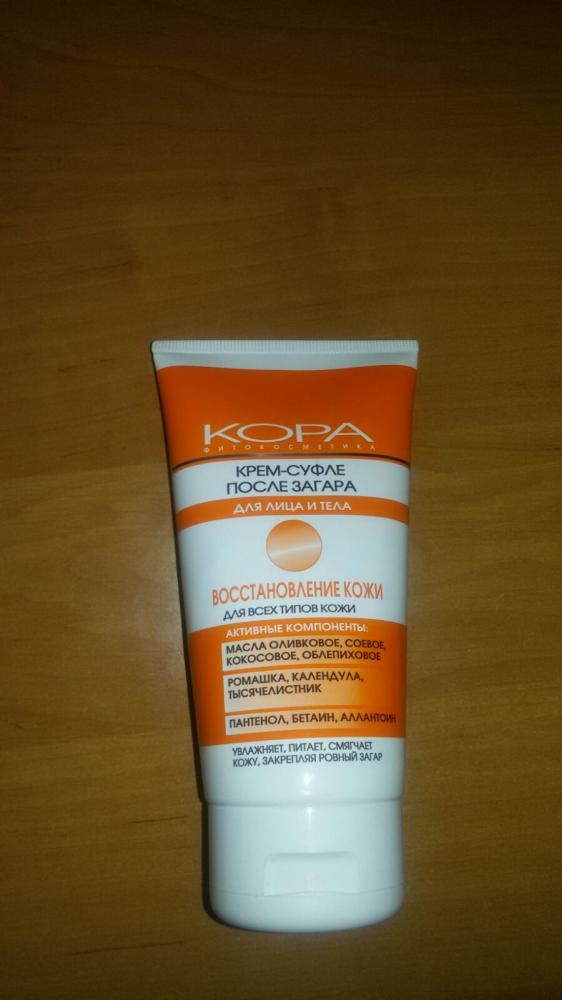 КОРА
ФИТОКОСМЕТИКА
КРЕМ-СУФЛЕ
ПОСЛЕ ЗАГАРА
ДЛЯ ЛИЦА И ТЕЛА
ВОССТАНОВЛЕНИЕ КОЖИ
ДЛЯ ВСЕХ ТИПОВ КОЖИ
АКТИВНЫЕ КОМПОНЕНТЫ:
МАСЛА ОЛИВКОВОЕ, СОЕВОЕ,
КОКОСОВОЕ, ОБЛЕПИХОВОЕ
РОМАШКА, КАЛЕНДУЛА,
ТЫСЯЧЕЛИСТНИК
ПАНТЕНОЛ, БЕТАИН, АЛЛАНТОИН
УВЛАЖНЯЕТ, ПИТАЕТ, СМЯГЧАЕТ
КОЖУ, ЗАКРЕПЛЯЯ РОВНЫЙ ЗАГАР